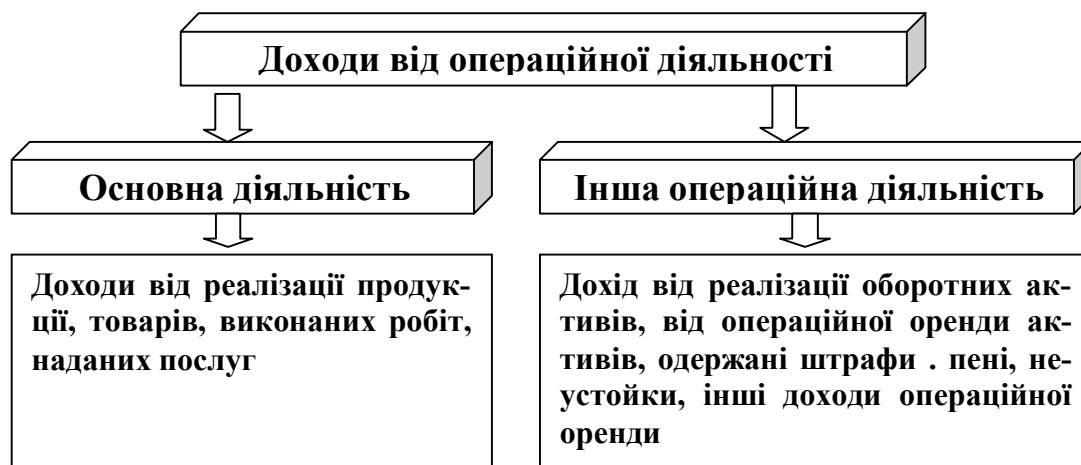 Доходи від операційної діяльності
Основна діяльність
Інша операційна діяльність
Доходи від реалізації продук-
ції, товарів, виконаних робіт,
наданих послуг
Дохід від реалізації оборотних ак-
тивів, від операційної оренди ак-
тивів, одержані штрафи . пені, не-
устойки, інші доходи операційної
оренди